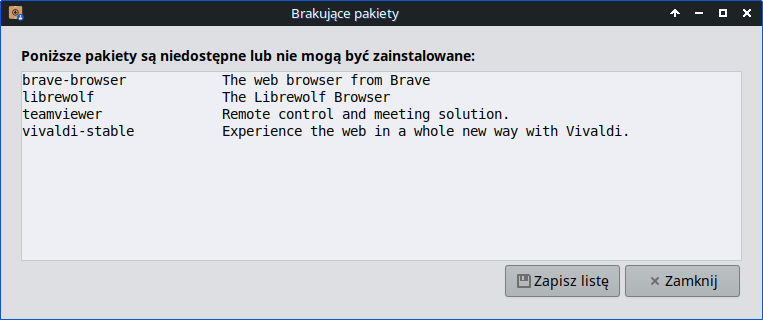 Brakujące pakiety
Poniższe pakiety są niedostępne lub nie mogą być zainstalowane:
brave-browser The web browser from Brave
librewolf The Librewolf Browser
teamviewer Remote control and meeting solution.
vivaldi-stable Experience the web in a whole new way with Vivaldi.
Zapisz listę Zamknij